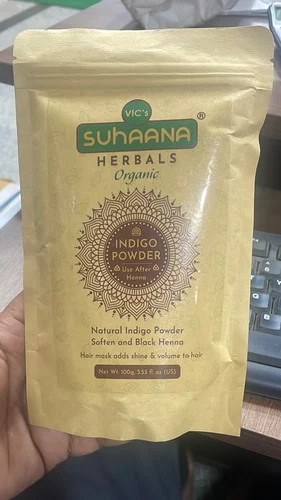 VIC's
SUHAANA®
HERBALS
Organic
INDIGO
POWDER
Use After
Henna
Natural Indigo Powder
Soften and Black Henna
Hair mask adds shine & volume to hair
Net Wt 100g, 3.53 fl. oz (US)